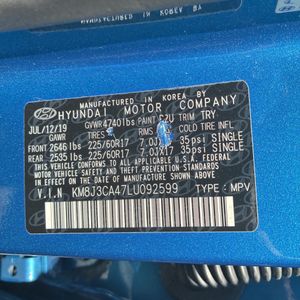 MANUFACTURED IN KOREA BY
HYUNDAI MOTOR COMPANY
JUL/12/19 GVWR 4740lbs PAINT TRIM TRY
GAWR TIRES RIMS COLD TIRE INFL
FRONT 2646 lbs 225/60R17 7.0JX17 35psi SINGLE
REAR 2535 lbs 225/60R17 7.0JX17 35psi SINGLE
THIS VEHICLE CONFORMS TO ALL APPLICABLE FEDERAL
MOTOR VEHICLE SAFETY, BUMPER, AND THEFT
PREVENTION STANDARDS IN EFFECT ON THE DATE
OF MANUFACTURE SHOWN ABOVE.
V.I.N KM8J3CA47LU092599 TYPE: MPV